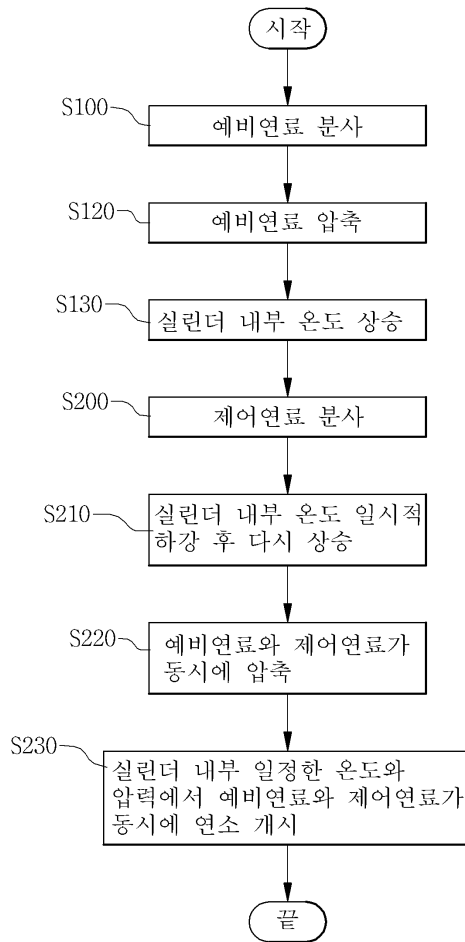 시작
S100
예비연료 분사
S120
예비연료 압축
S130
실린더 내부 온도 상승
S200
제어연료 분사
S210
실린더 내부 온도 일시적
하강 후 다시 상승
S220
예비연료와 제어연료가
동시에 압축
S230
실린더 내부 일정한 온도와
압력에서 예비연료와 제어연료가
동시에 연소 개시
끝